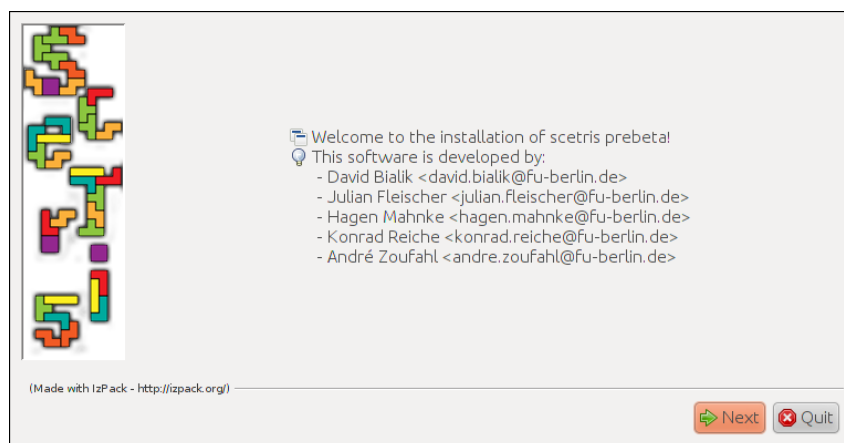 Scetris
Welcome to the installation of scetris prebeta!
This software is developed by:
- David Bialik <david.bialik@fu-berlin.de>
- Julian Fleischer <julian.fleischer@fu-berlin.de>
- Hagen Mahnke <hagen.mahnke@fu-berlin.de>
- Konrad Reiche <konrad.reiche@fu-berlin.de>
- André Zoufahl <andre.zoufahl@fu-berlin.de>
(Made with IzPack - http://izpack.org/)
Next
Quit